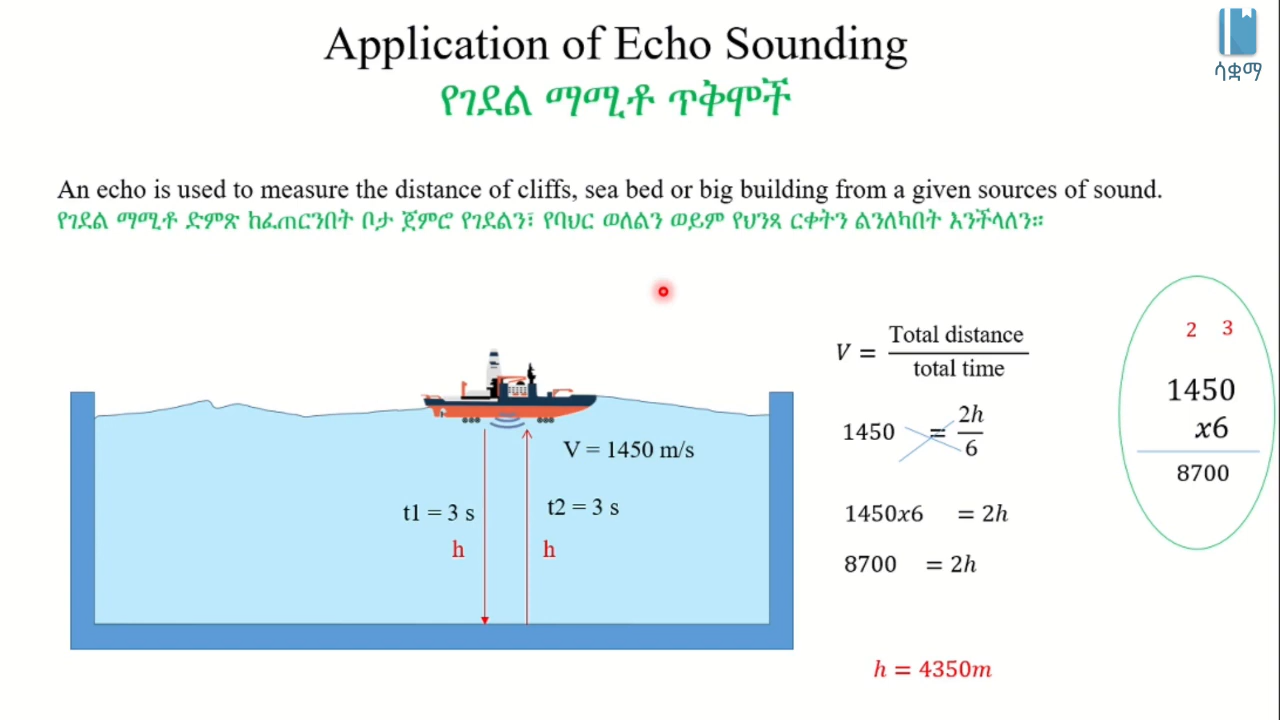 Application of Echo Sounding
የገደል ማሚቶ ጥቅሞች
ሳቋማ
An echo is used to measure the distance of cliffs, sea bed or big building from a given sources of sound.
የገደል ማሚቶ ድምጽ ከፈጠርንበት ቦታ ጀምሮ የገደልን፣ የባህር ወለልን ወይም የህንጻ ርቀትን ልንለካበት እንችላለን።
V = 1450 m/s
t1 = 3 s
t2 = 3 s
h
h
V = Total distance / total time
1450 = 2h / 6
1450x6 = 2h
8700 = 2h
h = 4350m
2 3
1450
x6
8700